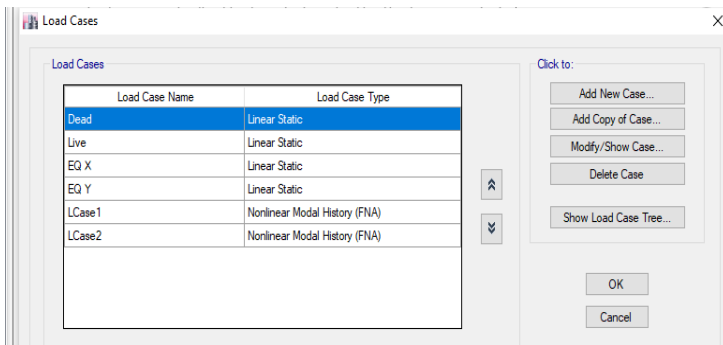 Load Cases
Load Cases
Click to:
Load Case Name Load Case Type
Dead Linear Static
Live Linear Static
EQ X Linear Static
EQ Y Linear Static
LCase1 Nonlinear Modal History (FNA)
LCase2 Nonlinear Modal History (FNA)
Add New Case...
Add Copy of Case...
Modify/Show Case...
Delete Case
Show Load Case Tree...
OK
Cancel